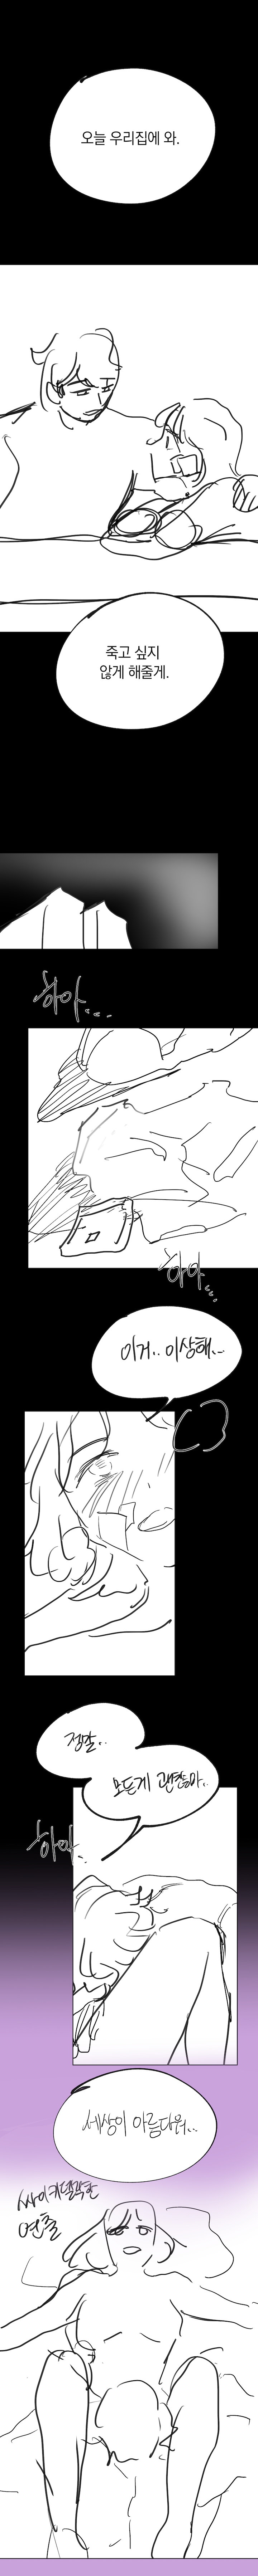 오늘 우리집에 와.
죽고 싶지
않게 해줄게.
하아...
하아...
이거.. 이상해...
정말..
모든게 괜찮아..
하아..
세상이 아름다워..
싸이키델릭한
연출